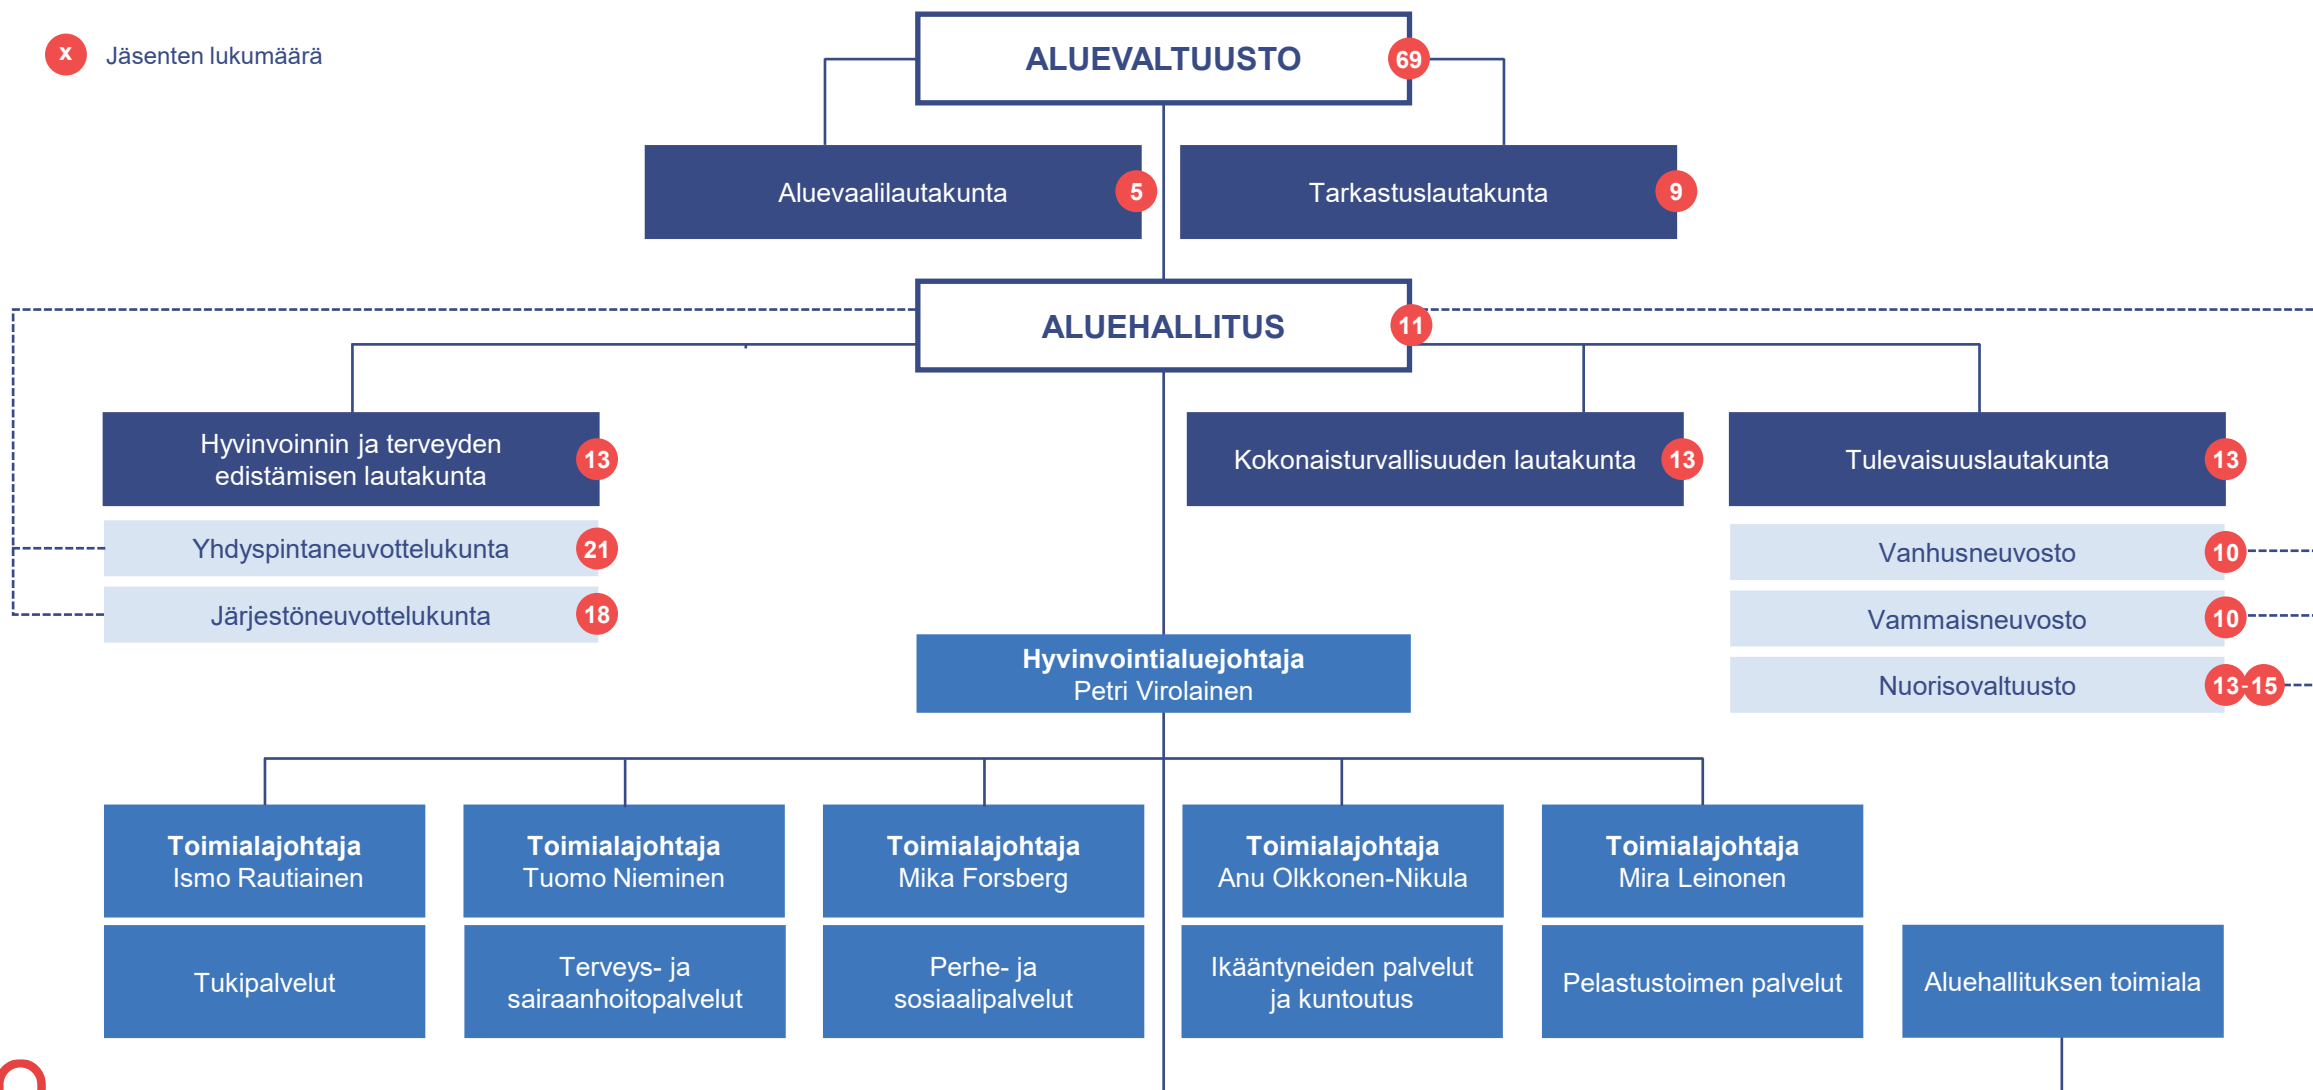 x
Jäsenten lukumäärä
ALUEVALTUUSTO
69
Aluevaalilautakunta
5
Tarkastuslautakunta
9
ALUEHALLITUS
11
Hyvinvoinnin ja terveyden
edistämisen lautakunta
13
Kokonaisturvallisuuden lautakunta
13
Tulevaisuuslautakunta
13
Yhdyspintaneuvottelukunta
21
Järjestöneuvottelukunta
18
Vanhusneuvosto
10
Vammaisneuvosto
10
Nuorisovaltuusto
13-15
Hyvinvointialuejohtaja
Petri Virolainen
Toimialajohtaja
Ismo Rautiainen
Tukipalvelut
Toimialajohtaja
Tuomo Nieminen
Terveys- ja
sairaanhoitopalvelut
Toimialajohtaja
Mika Forsberg
Perhe- ja
sosiaalipalvelut
Toimialajohtaja
Anu Olkkonen-Nikula
Ikääntyneiden palvelut
ja kuntoutus
Toimialajohtaja
Mira Leinonen
Pelastustoimen palvelut
Aluehallituksen toimiala